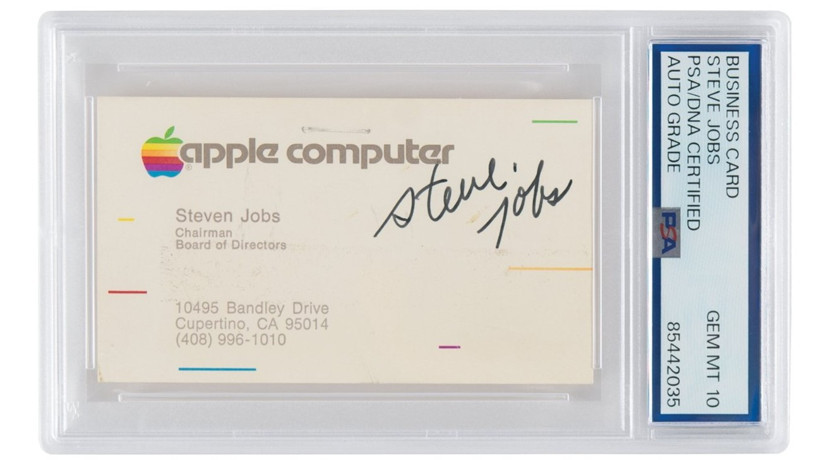 apple computer
Steve Jobs
Steven Jobs
Chairman
Board of Directors
10495 Bandley Drive
Cupertino, CA 95014
(408) 996-1010
BUSINESS CARD
STEVE JOBS
PSA/DNA CERTIFIED
AUTO GRADE
PSA
GEM MT 10
85442035